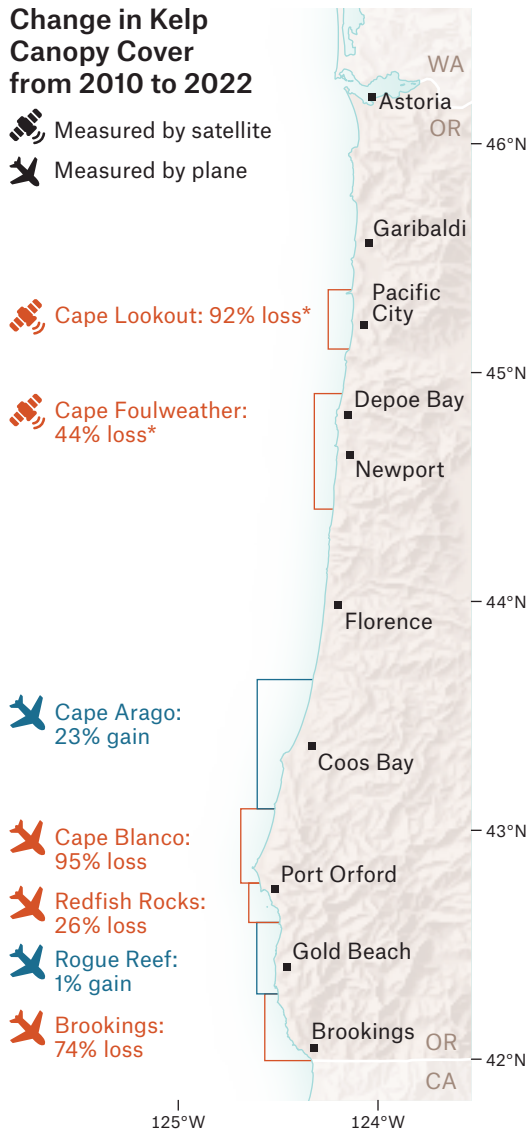 Change in Kelp
Canopy Cover
from 2010 to 2022
Measured by satellite
Measured by plane
WA
Astoria
OR
46°N
Garibaldi
Pacific
City
Cape Lookout: 92% loss*
45°N
Depoe Bay
Cape Foulweather:
44% loss*
Newport
44°N
Florence
Cape Arago:
23% gain
Coos Bay
43°N
Cape Blanco:
95% loss
Port Orford
Redfish Rocks:
26% loss
Gold Beach
Rogue Reef:
1% gain
Brookings:
74% loss
Brookings
OR
42°N
CA
125°W
124°W